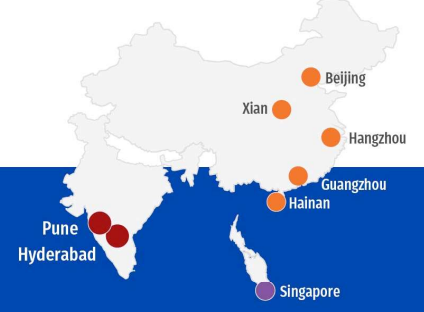 Beijing
Xian
Hangzhou
Guangzhou
Hainan
Pune
Hyderabad
Singapore